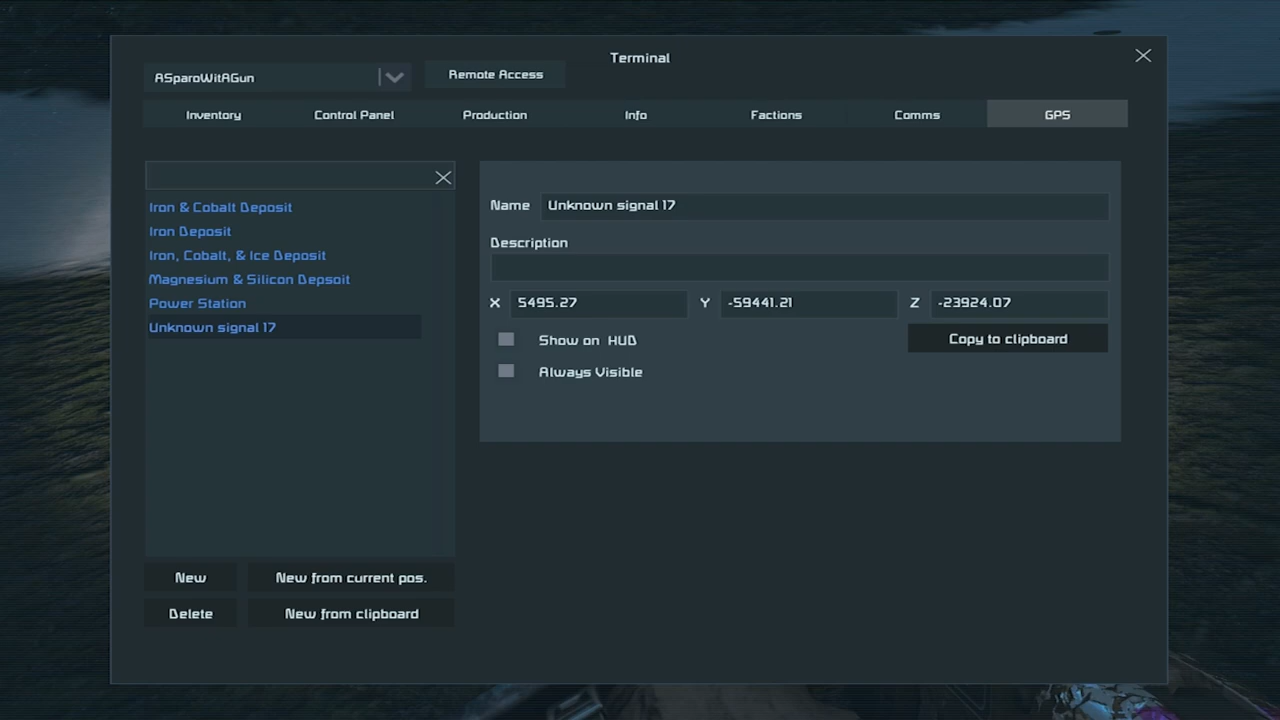 Terminal
ASparoWitAGun
Remote Access
Inventory
Control Panel
Production
Info
Factions
Comms
GPS
Iron & Cobalt Deposit
Iron Deposit
Iron, Cobalt, & Ice Deposit
Magnesium & Silicon Depsoit
Power Station
Unknown signal 17
Name Unknown signal 17
Description
X 5495.27 Y -59441.21 Z -23924.07
Show on HUD
Copy to clipboard
Always Visible
New
New from current pos.
Delete
New from clipboard